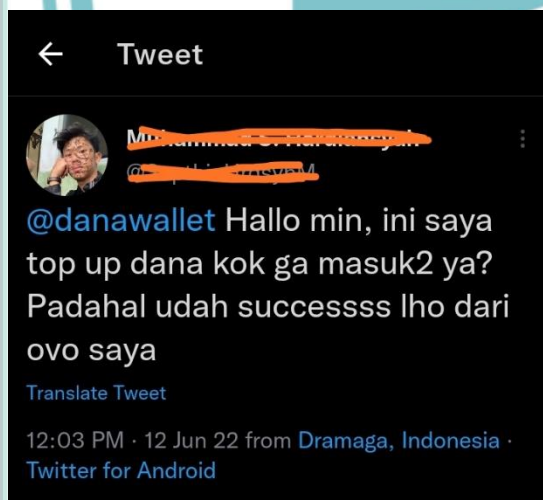 Tweet
@danawallet Hallo min, ini saya
top up dana kok ga masuk2 ya?
Padahal udah successss lho dari
ovo saya
Translate Tweet
12:03 PM · 12 Jun 22 from Dramaga, Indonesia ·
Twitter for Android